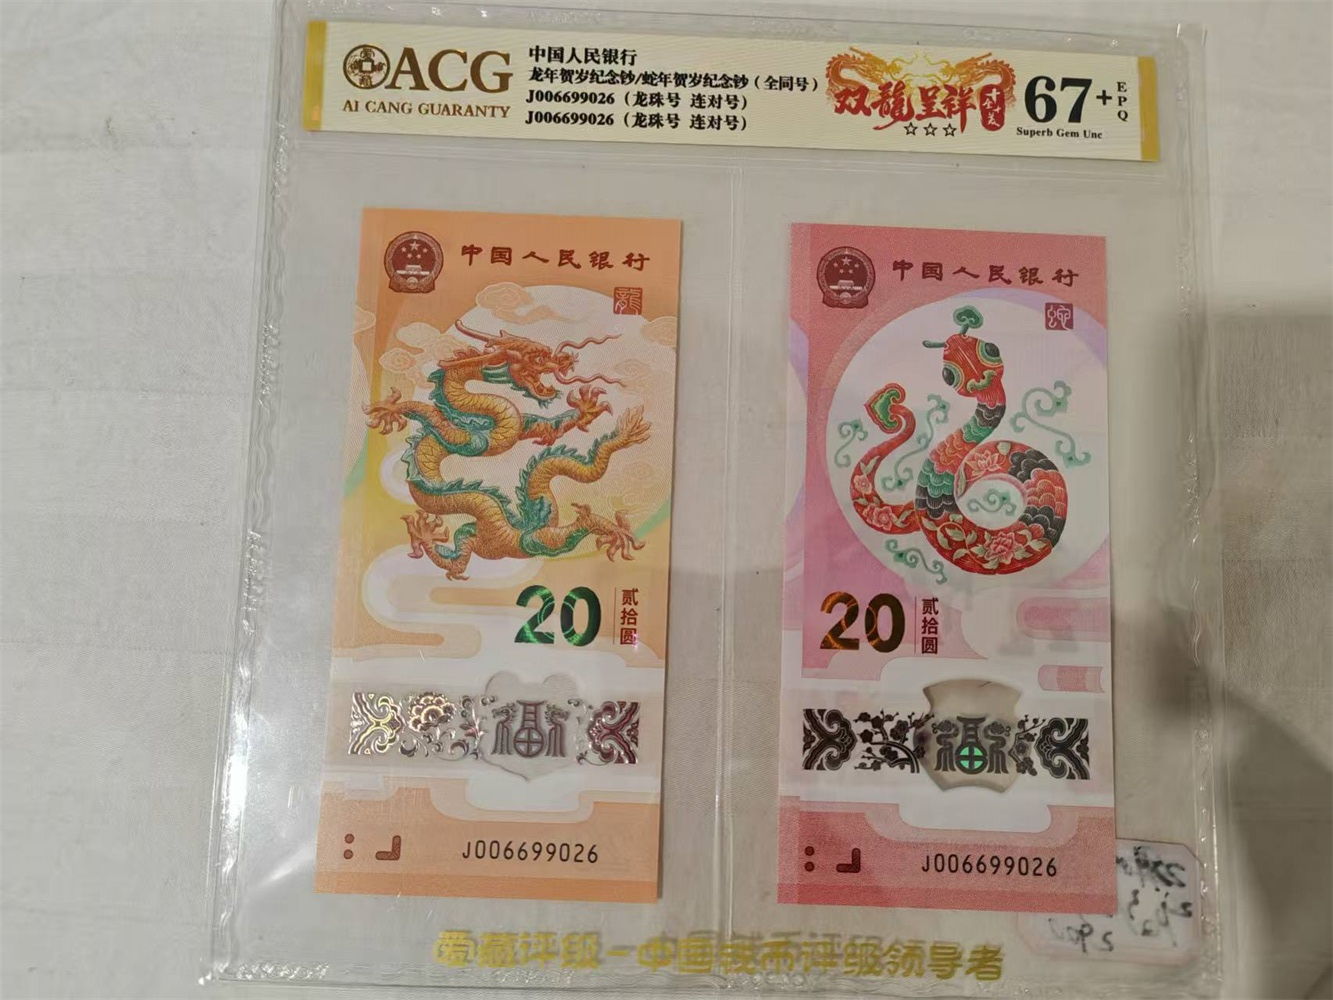 ACG
AI CANG GUARANTY
中国人民银行
龙年贺岁纪念钞/蛇年贺岁纪念钞（全同号）
J006699026（龙珠号 连对号）
J006699026（龙珠号 连对号）
双龍呈祥
☆☆☆
67+
EPQ
Superb Gem Unc
中国人民银行
龍
20
贰拾圆
福
J006699026
中国人民银行
蛇
20
贰拾圆
福
J006699026
爱藏评级-中国钱币评级领导者